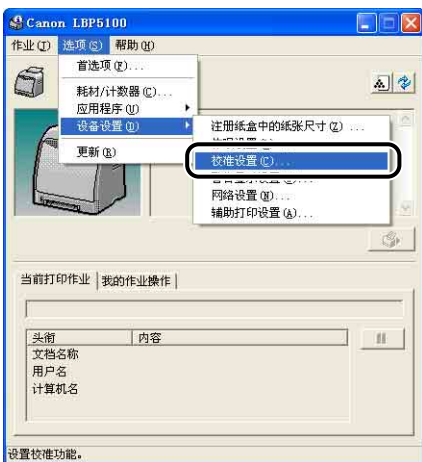 Canon LBP5100
作业(J) 选项(S) 帮助(H)
首选项(P)...
耗材/计数器(C)...
应用程序(U)
设备设置(D)
更新(R)
注册纸盒中的纸张尺寸(Z) ...
校准设置(C)...
网络设置(N)...
辅助打印设置(A)...
当前打印作业 我的作业操作
头衔 内容
文档名称
用户名
计算机名
设置校准功能。